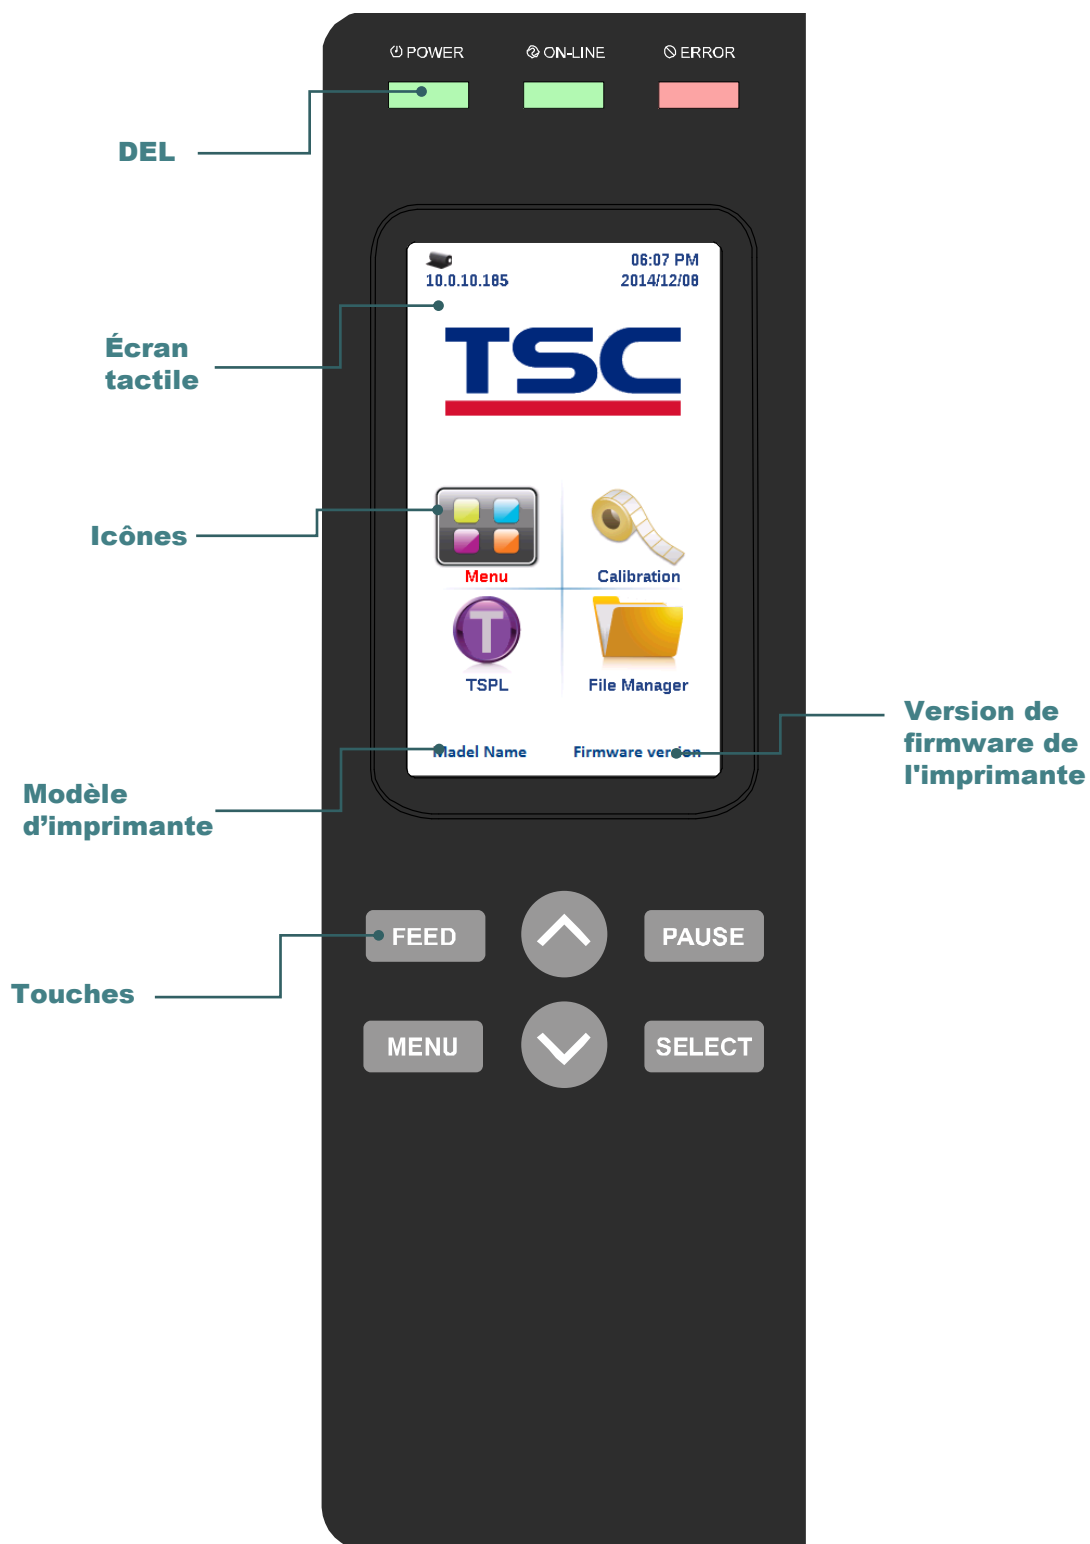 POWER ON-LINE ERROR
DEL
06:07 PM
10.0.10.185 2014/12/08
TSC
Écran
tactile
Icônes
Menu Calibration
TSPL File Manager
Version de
firmware de
l'imprimante
Madel Name Firmware version
Modèle
d’imprimante
FEED PAUSE
Touches
MENU SELECT